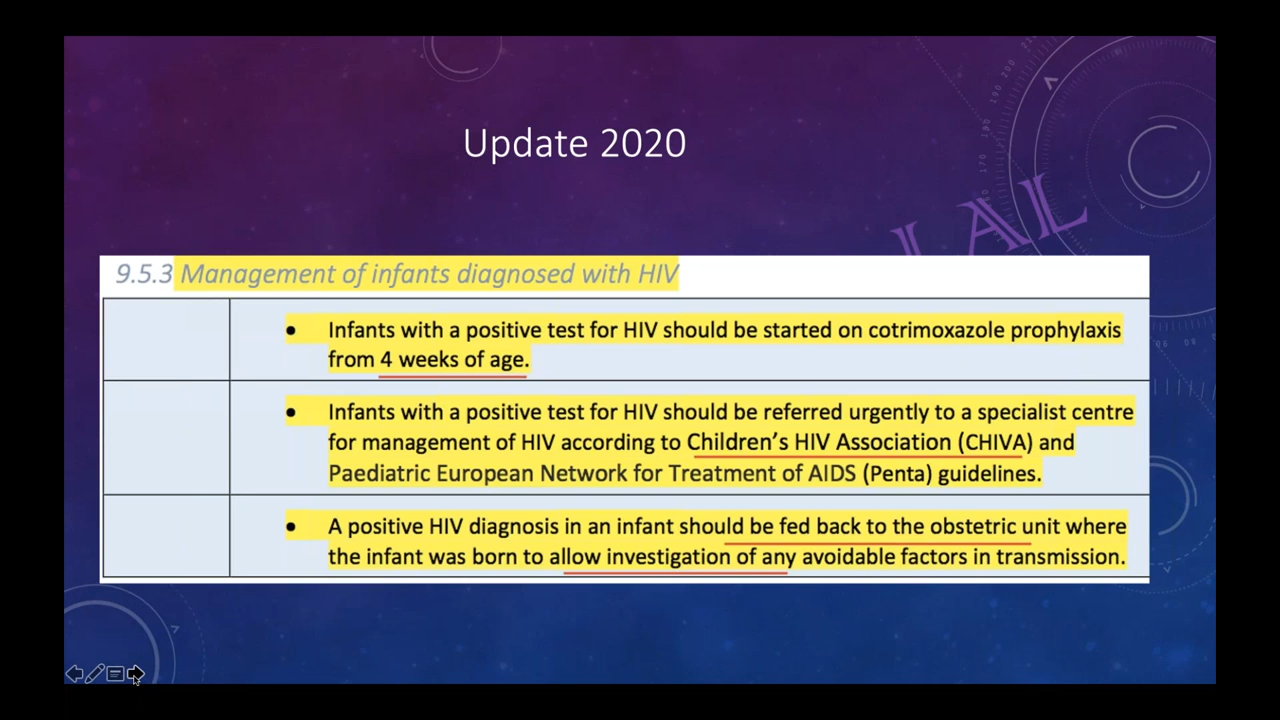 Update 2020
9.5.3 Management of infants diagnosed with HIV
• Infants with a positive test for HIV should be started on cotrimoxazole prophylaxis
from 4 weeks of age.
• Infants with a positive test for HIV should be referred urgently to a specialist centre
for management of HIV according to Children’s HIV Association (CHIVA) and
Paediatric European Network for Treatment of AIDS (Penta) guidelines.
• A positive HIV diagnosis in an infant should be fed back to the obstetric unit where
the infant was born to allow investigation of any avoidable factors in transmission.